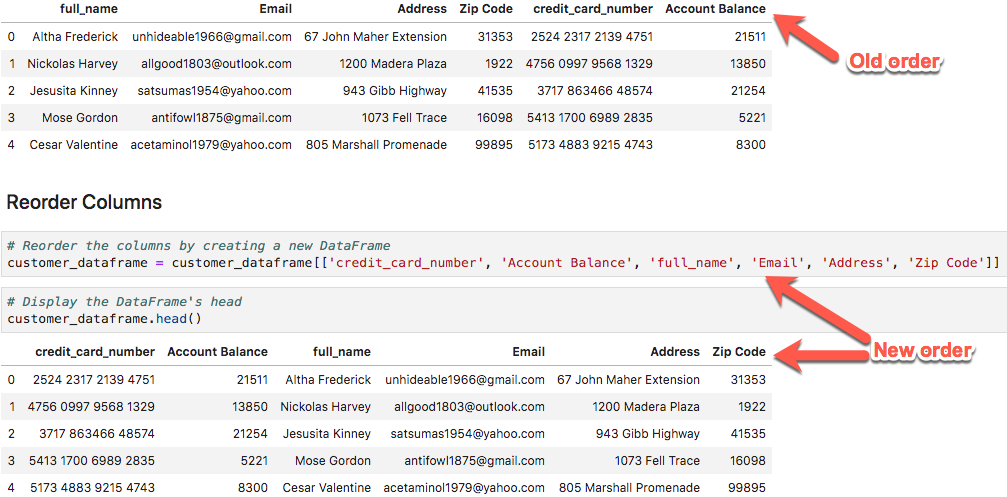 full_name Email Address Zip Code credit_card_number Account Balance
0 Altha Frederick unhideable1966@gmail.com 67 John Maher Extension 31353 2524 2317 2139 4751 21511
1 Nickolas Harvey allgood1803@outlook.com 1200 Madera Plaza 1922 4756 0997 9568 1329 13850
Old order
2 Jesusita Kinney satsumas1954@yahoo.com 943 Gibb Highway 41535 3717 863466 48574 21254
3 Mose Gordon antifowl1875@gmail.com 1073 Fell Trace 16098 5413 1700 6989 2835 5221
4 Cesar Valentine acetaminol1979@yahoo.com 805 Marshall Promenade 99895 5173 4883 9215 4743 8300
Reorder Columns
# Reorder the columns by creating a new DataFrame
customer_dataframe = customer_dataframe[['credit_card_number', 'Account Balance', 'full_name', 'Email', 'Address', 'Zip Code']]
# Display the DataFrame's head
customer_dataframe.head()
New order
credit_card_number Account Balance full_name Email Address Zip Code
0 2524 2317 2139 4751 21511 Altha Frederick unhideable1966@gmail.com 67 John Maher Extension 31353
1 4756 0997 9568 1329 13850 Nickolas Harvey allgood1803@outlook.com 1200 Madera Plaza 1922
2 3717 863466 48574 21254 Jesusita Kinney satsumas1954@yahoo.com 943 Gibb Highway 41535
3 5413 1700 6989 2835 5221 Mose Gordon antifowl1875@gmail.com 1073 Fell Trace 16098
4 5173 4883 9215 4743 8300 Cesar Valentine acetaminol1979@yahoo.com 805 Marshall Promenade 99895